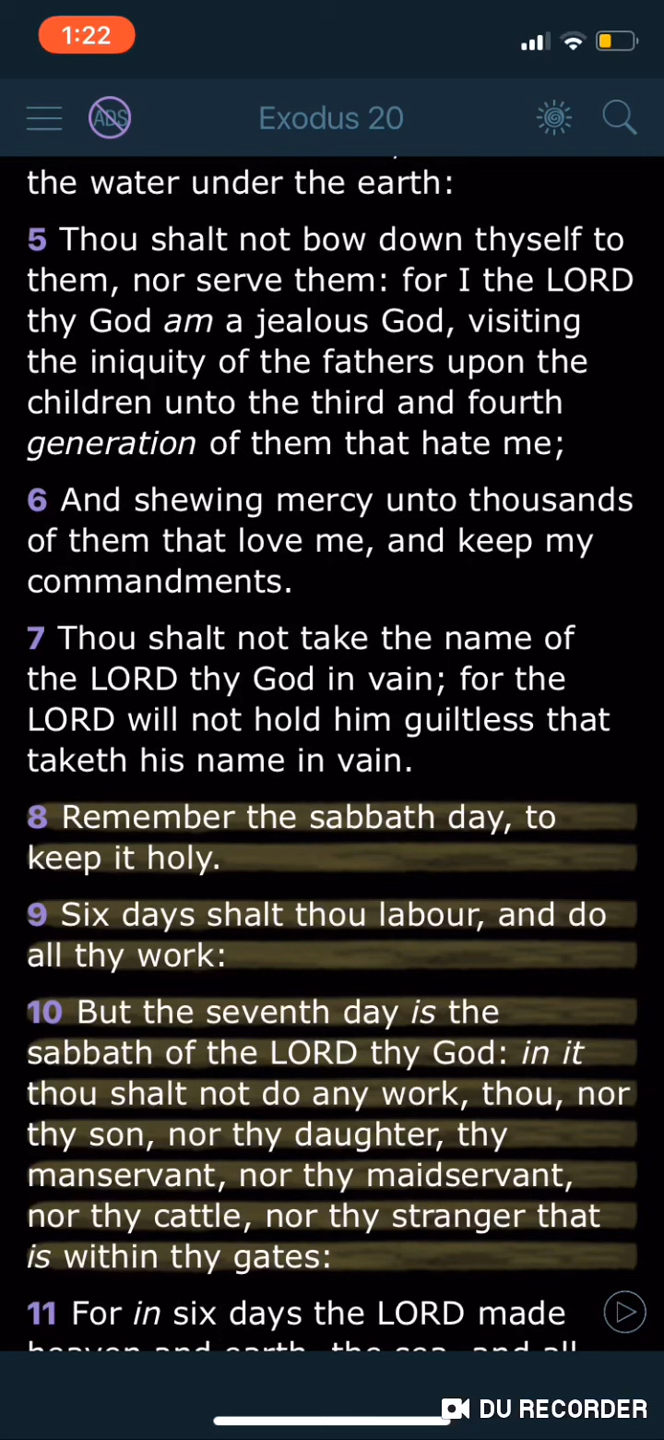 1:22
ADS
Exodus 20
the water under the earth:
5 Thou shalt not bow down thyself to
them, nor serve them: for I the LORD
thy God am a jealous God, visiting
the iniquity of the fathers upon the
children unto the third and fourth
generation of them that hate me;
6 And shewing mercy unto thousands
of them that love me, and keep my
commandments.
7 Thou shalt not take the name of
the LORD thy God in vain; for the
LORD will not hold him guiltless that
taketh his name in vain.
8 Remember the sabbath day, to
keep it holy.
9 Six days shalt thou labour, and do
all thy work:
10 But the seventh day is the
sabbath of the LORD thy God: in it
thou shalt not do any work, thou, nor
thy son, nor thy daughter, thy
manservant, nor thy maidservant,
nor thy cattle, nor thy stranger that
is within thy gates:
11 For in six days the LORD made
heaven and earth, the sea, and all
DU RECORDER